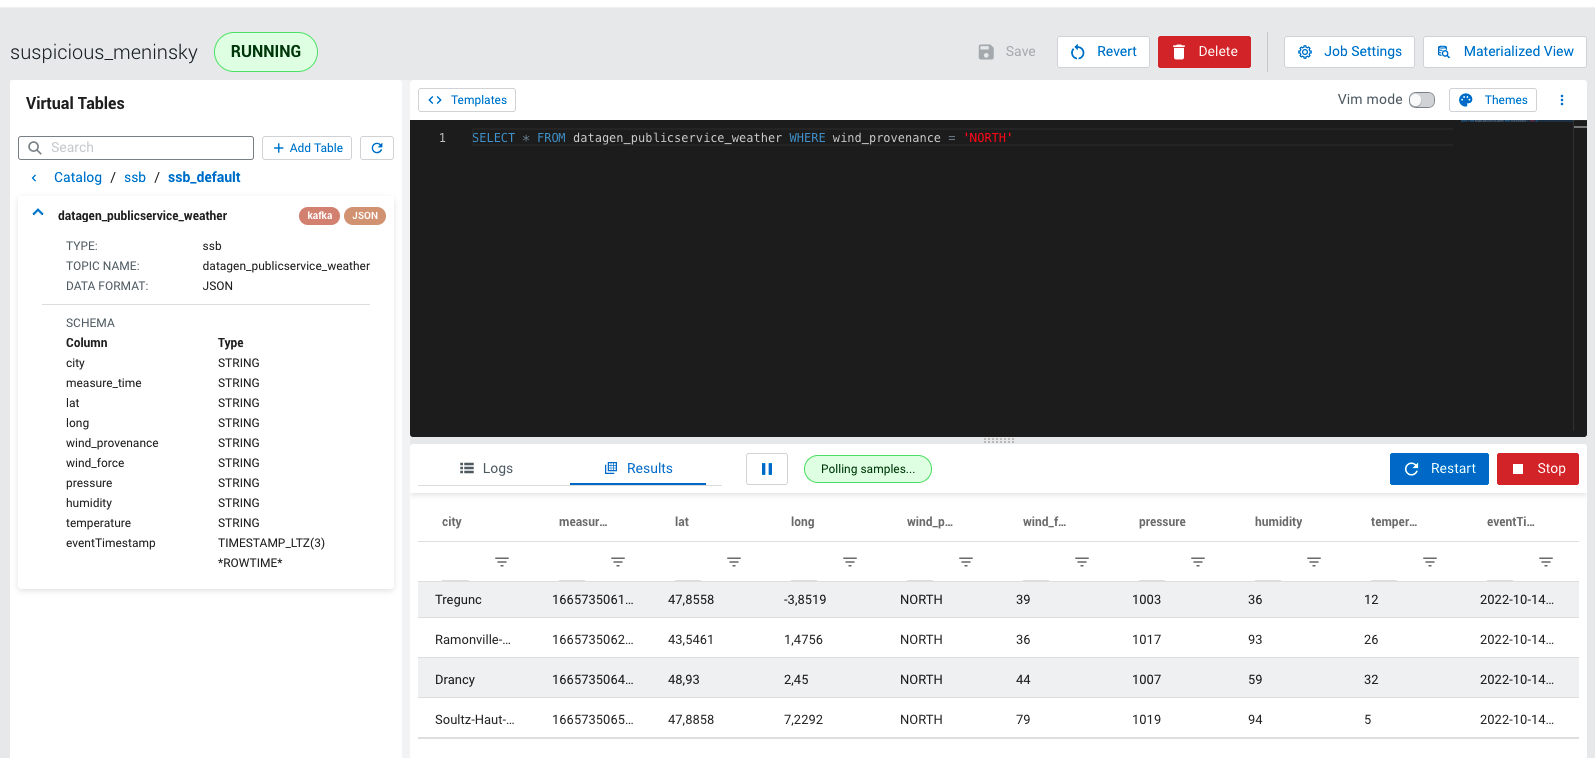 suspicious_meninsky RUNNING Save Revert Delete Job Settings Materialized View
Virtual Tables
Search Add Table
Catalog / ssb / ssb_default
datagen_publicservice_weather kafka JSON
TYPE: ssb
TOPIC NAME: datagen_publicservice_weather
DATA FORMAT: JSON
SCHEMA
Column Type
city STRING
measure_time STRING
lat STRING
long STRING
wind_provenance STRING
wind_force STRING
pressure STRING
humidity STRING
temperature STRING
eventTimestamp TIMESTAMP_LTZ(3)
*ROWTIME*
Templates Vim mode Themes
1 SELECT * FROM datagen_publicservice_weather WHERE wind_provenance = 'NORTH'
Logs Results Polling samples... Restart Stop
city measur... lat long wind_p... wind_f... pressure humidity temper... eventTi...
Tregunc 1665735061... 47,8558 -3,8519 NORTH 39 1003 36 12 2022-10-14...
Ramonville-... 1665735062... 43,5461 1,4756 NORTH 36 1017 93 26 2022-10-14...
Drancy 1665735064... 48,93 2,45 NORTH 44 1007 59 32 2022-10-14...
Soultz-Haut-... 1665735065... 47,8858 7,2292 NORTH 79 1019 94 5 2022-10-14...